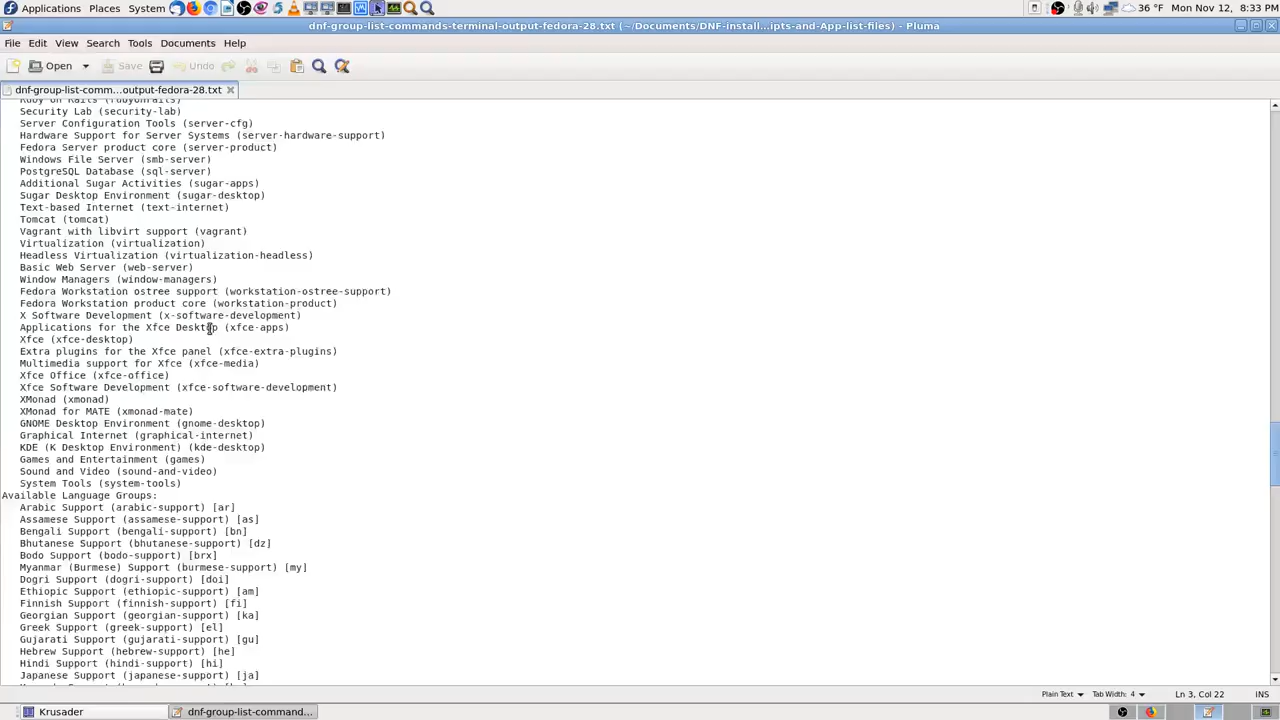 Applications Places System 36 °F Mon Nov 12, 8:33 PM
dnf-group-list-commands-terminal-output-fedora-28.txt (~/Documents/DNF-install...ipts-and-App-list-files) - Pluma
File Edit View Search Tools Documents Help
Open Save Undo
dnf-group-list-comm...output-fedora-28.txt
Ruby on Rails (rubyonrails)
Security Lab (security-lab)
Server Configuration Tools (server-cfg)
Hardware Support for Server Systems (server-hardware-support)
Fedora Server product core (server-product)
Windows File Server (smb-server)
PostgreSQL Database (sql-server)
Additional Sugar Activities (sugar-apps)
Sugar Desktop Environment (sugar-desktop)
Text-based Internet (text-internet)
Tomcat (tomcat)
Vagrant with libvirt support (vagrant)
Virtualization (virtualization)
Headless Virtualization (virtualization-headless)
Basic Web Server (web-server)
Window Managers (window-managers)
Fedora Workstation ostree support (workstation-ostree-support)
Fedora Workstation product core (workstation-product)
X Software Development (x-software-development)
Applications for the Xfce Desktop (xfce-apps)
Xfce (xfce-desktop)
Extra plugins for the Xfce panel (xfce-extra-plugins)
Multimedia support for Xfce (xfce-media)
Xfce Office (xfce-office)
Xfce Software Development (xfce-software-development)
XMonad (xmonad)
XMonad for MATE (xmonad-mate)
GNOME Desktop Environment (gnome-desktop)
Graphical Internet (graphical-internet)
KDE (K Desktop Environment) (kde-desktop)
Games and Entertainment (games)
Sound and Video (sound-and-video)
System Tools (system-tools)
Available Language Groups:
Arabic Support (arabic-support) [ar]
Assamese Support (assamese-support) [as]
Bengali Support (bengali-support) [bn]
Bhutanese Support (bhutanese-support) [dz]
Bodo Support (bodo-support) [brx]
Myanmar (Burmese) Support (burmese-support) [my]
Dogri Support (dogri-support) [doi]
Ethiopic Support (ethiopic-support) [am]
Finnish Support (finnish-support) [fi]
Georgian Support (georgian-support) [ka]
Greek Support (greek-support) [el]
Gujarati Support (gujarati-support) [gu]
Hebrew Support (hebrew-support) [he]
Hindi Support (hindi-support) [hi]
Japanese Support (japanese-support) [ja]
Plain Text Tab Width: 4 Ln 3, Col 22 INS
Krusader dnf-group-list-command...